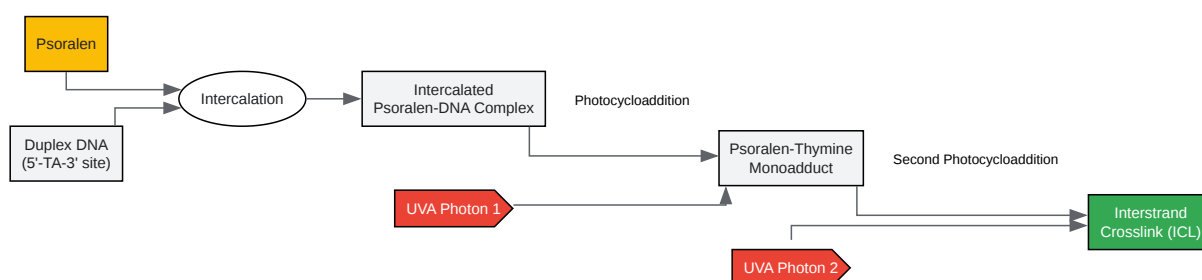 Psoralen
Duplex DNA
(5'-TA-3' site)
Intercalation
Intercalated
Psoralen-DNA Complex
Photocycloaddition
UVA Photon 1
Psoralen-Thymine
Monoadduct
Second Photocycloaddition
UVA Photon 2
Interstrand
Crosslink (ICL)